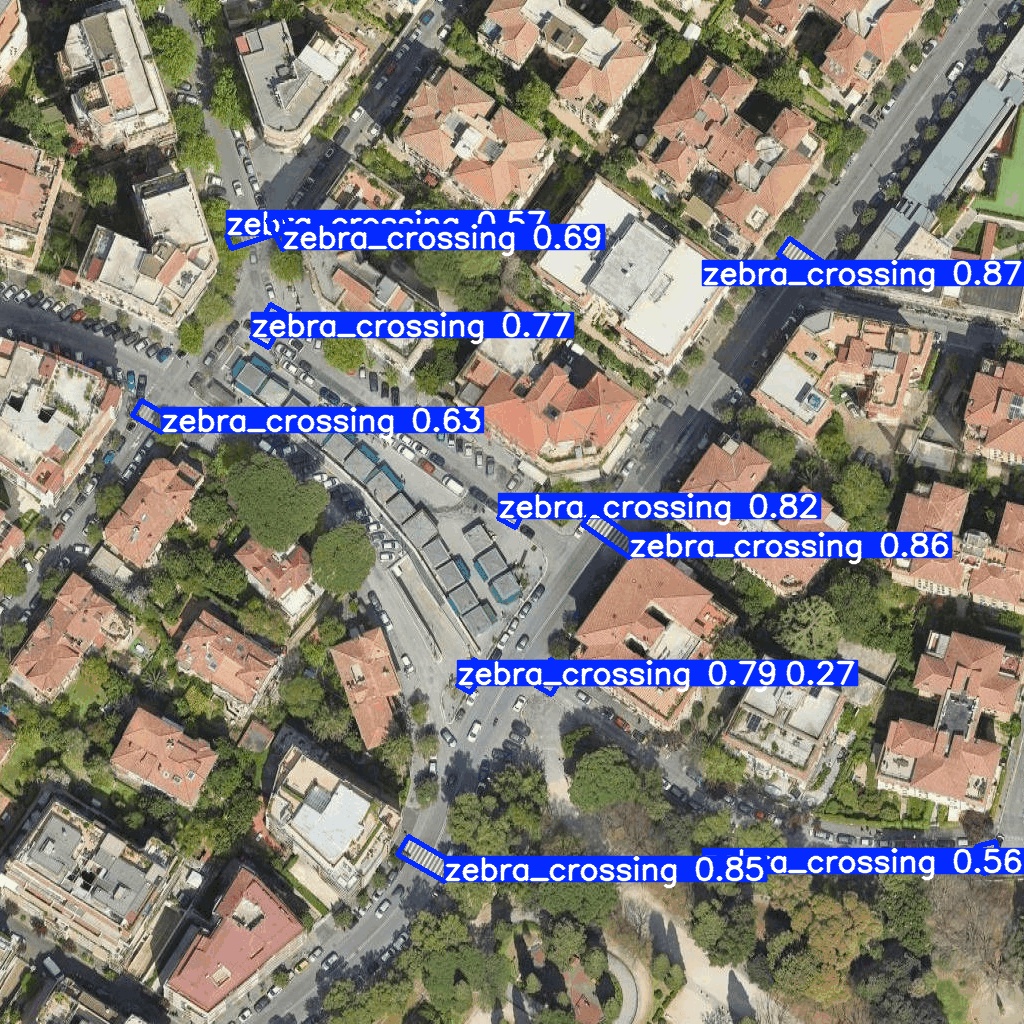 zebra_crossing 0.57
zebra_crossing 0.69
zebra_crossing 0.87
zebra_crossing 0.77
zebra_crossing 0.63
zebra_crossing 0.82
zebra_crossing 0.86
zebra_crossing 0.79 0.27
zebra_crossing 0.85 a_crossing 0.56